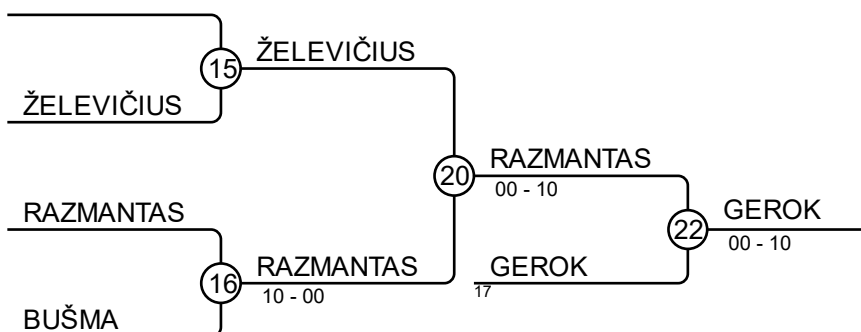 15
ŽELEVIČIUS
ŽELEVIČIUS
20
RAZMANTAS
00 - 10
RAZMANTAS
22
GEROK
00 - 10
16
RAZMANTAS
10 - 00
GEROK
17
BUŠMA